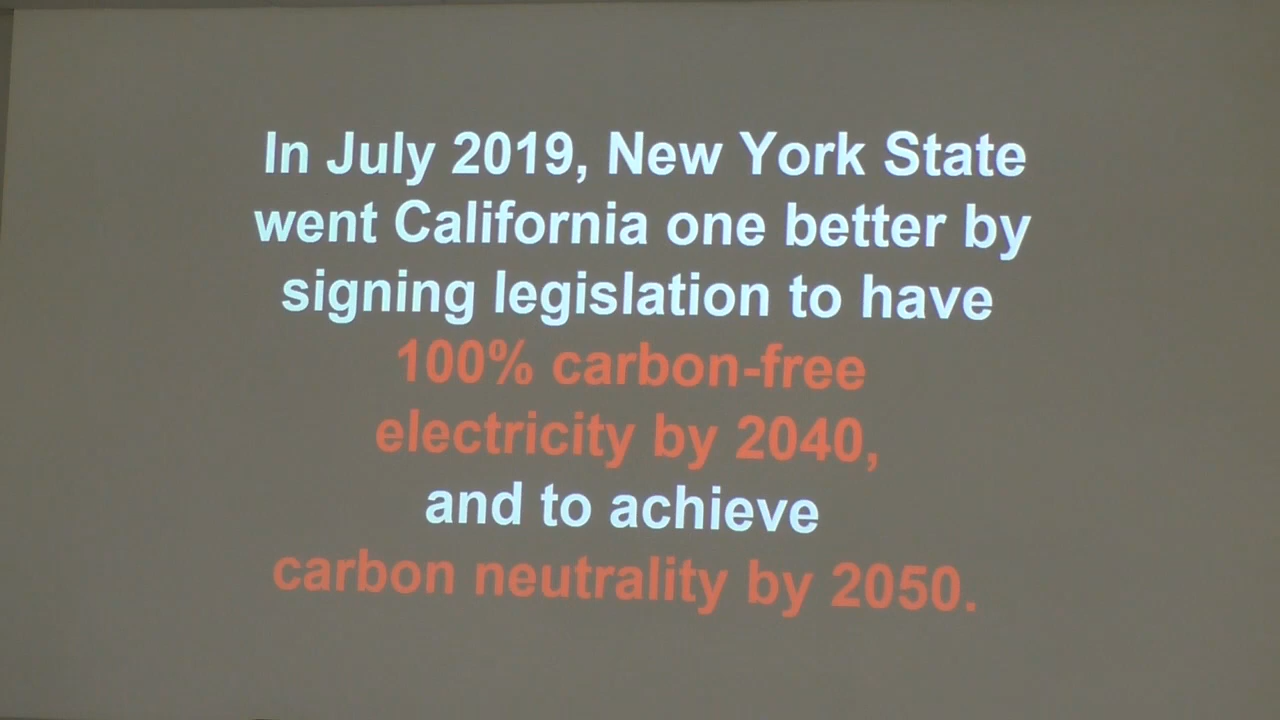 In July 2019, New York State
went California one better by
signing legislation to have
100% carbon-free
electricity by 2040,
and to achieve
carbon neutrality by 2050.